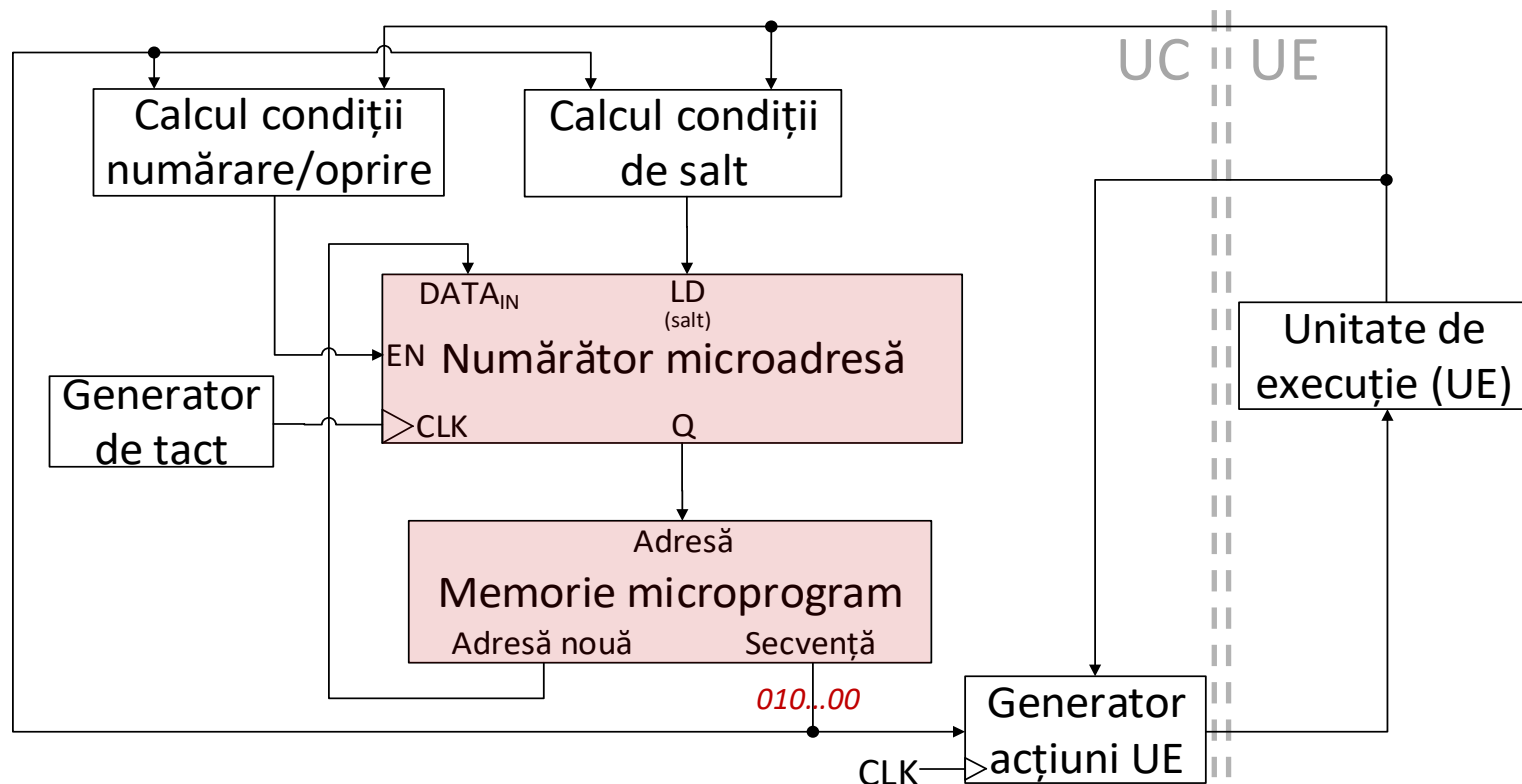 UC
UE
Calcul condiții
numărare/oprire
Calcul condiții
de salt
DATAIN
LD
(salt)
EN
Numărător microadresă
CLK
Q
Generator
de tact
Unitate de
execuție (UE)
Adresă
Memorie microprogram
Adresă nouă
Secvență
010...00
Generator
acțiuni UE
CLK